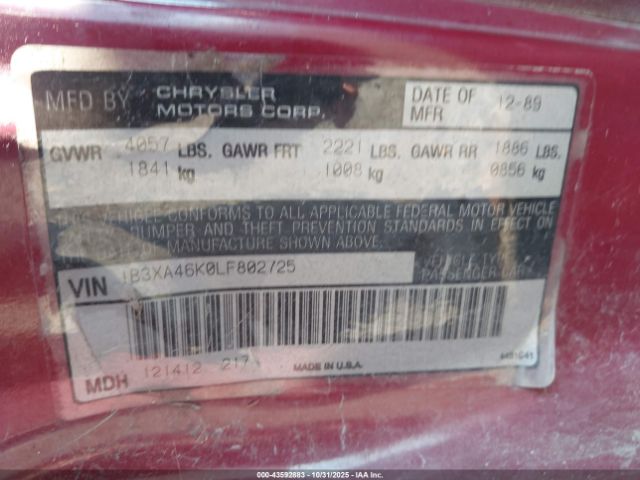 MFD BY CHRYSLER MOTORS CORP. DATE OF MFR 12-89
GVWR 4057 LBS. GAWR FRT 2221 LBS. GAWR RR 1886 LBS.
1841 kg 1008 kg 0856 kg
THIS VEHICLE CONFORMS TO ALL APPLICABLE FEDERAL MOTOR VEHICLE
BUMPER AND THEFT PREVENTION STANDARDS IN EFFECT ON
OF MANUFACTURE SHOWN ABOVE.
VIN 1B3XA46K0LF802725 VEHICLE TYPE PASSENGER CAR
MDH 121412 217 MADE IN U.S.A.
000-43592883 - 10/31/2025 - IAAI.COM